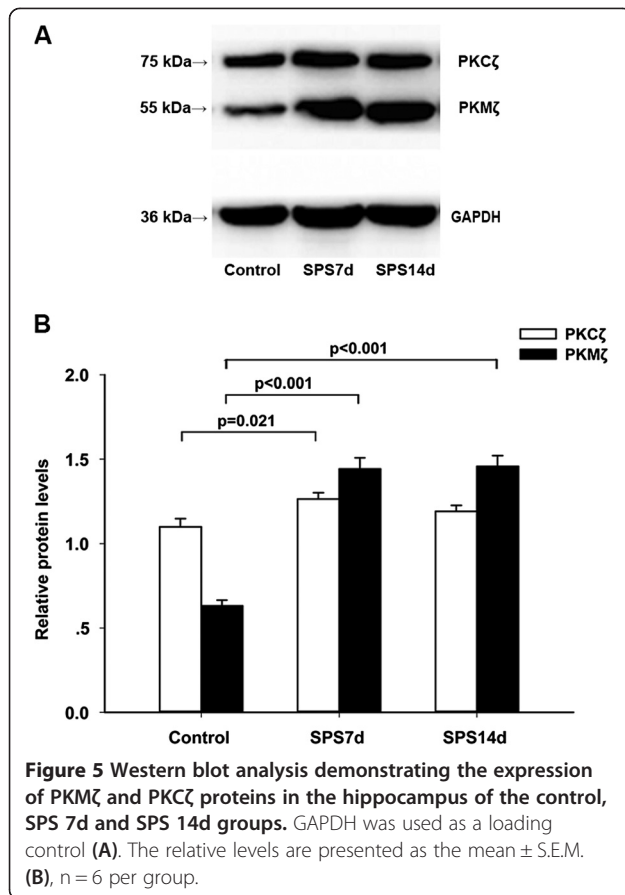 A
75 kDa→ PKCζ
55 kDa→ PKMζ
36 kDa→ GAPDH
Control SPS7d SPS14d
B
PKCζ
PKMζ
p<0.001
p<0.001
p=0.021
2.0
1.5
1.0
.5
0.0
Relative protein levels
Control SPS7d SPS14d
Figure 5 Western blot analysis demonstrating the expression
of PKMζ and PKCζ proteins in the hippocampus of the control,
SPS 7d and SPS 14d groups. GAPDH was used as a loading
control (A). The relative levels are presented as the mean ± S.E.M.
(B), n = 6 per group.